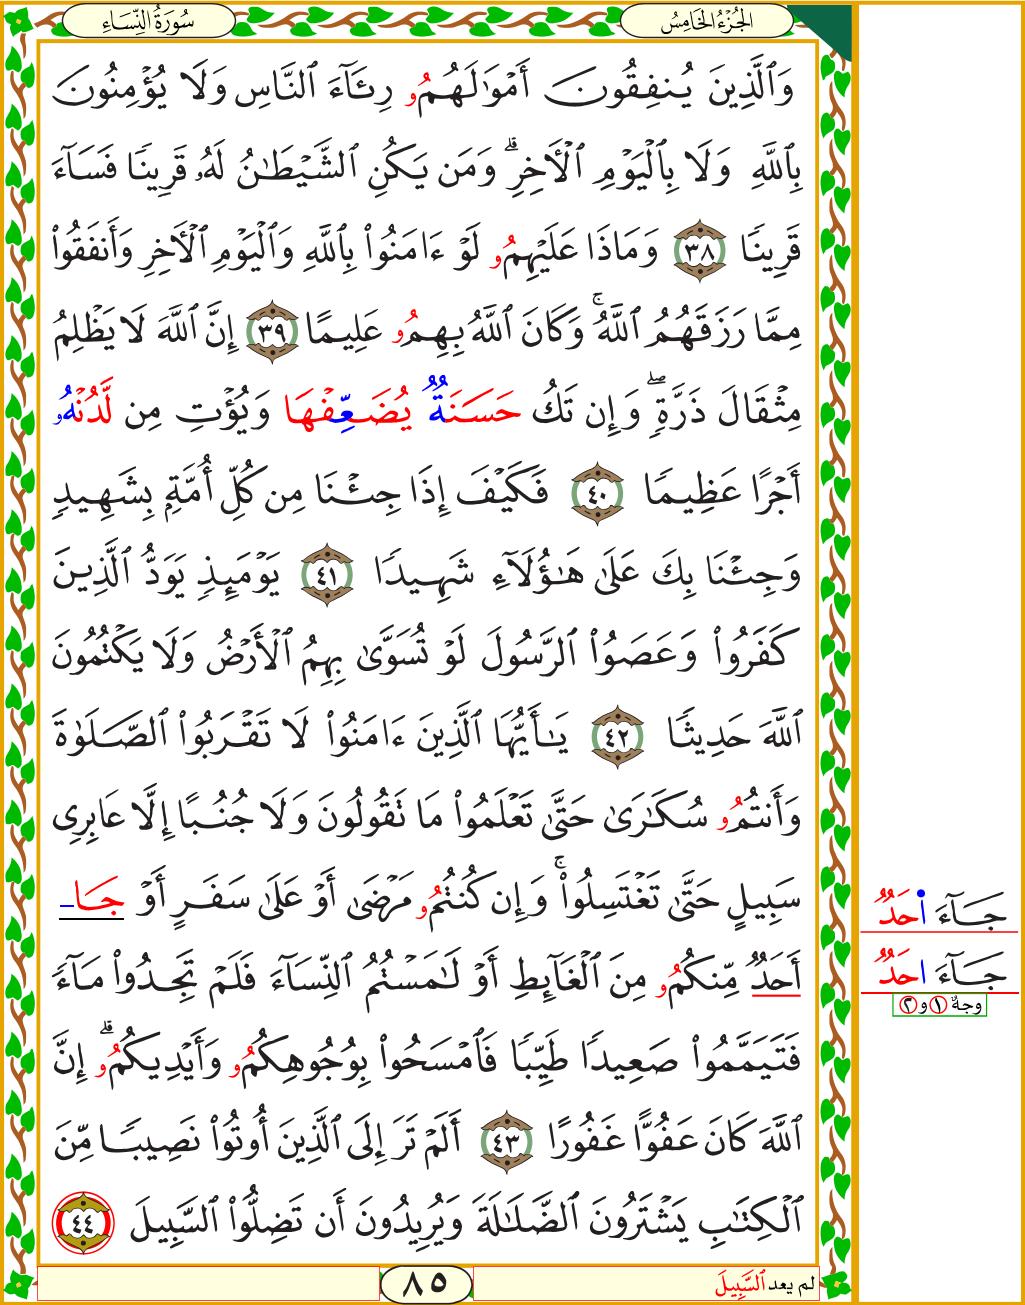 سُورَةُ النِّسَاءِ
الجُزْءُ الخَامِسُ
وَٱلَّذِينَ يُنفِقُونَ أَمْوَٰلَهُمُو رِئَآءَ ٱلنَّاسِ وَلَا يُؤْمِنُونَ
بِٱللَّهِ وَلَا بِٱلْيَوْمِ ٱلْأَخِرِ ۗ وَمَن يَكُنِ ٱلشَّيْطَٰنُ لَهُۥ قَرِينًا فَسَآءَ
قَرِينًا ٣٨ وَمَاذَا عَلَيْهِمُو لَوْ ءَامَنُوا۟ بِٱللَّهِ وَٱلْيَوْمِ ٱلْأَخِرِ وَأَنفَقُوا۟
مِمَّا رَزَقَهُمُ ٱللَّهُ ۚ وَكَانَ ٱللَّهُ بِهِمُو عَلِيمًا ٣٩ إِنَّ ٱللَّهَ لَا يَظْلِمُ
مِثْقَالَ ذَرَّةٍ ۖ وَإِن تَكُ حَسَنَةٌ يُضَعِّفْهَا وَيُؤْتِ مِن لَّدُنْهُۥ
أَجْرًا عَظِيمًا ٤٠ فَكَيْفَ إِذَا جِئْنَا مِن كُلِّ أُمَّةٍۭ بِشَهِيدٍ
وَجِئْنَا بِكَ عَلَىٰ هَٰٓؤُلَآءِ شَهِيدًا ٤١ يَوْمَئِذٍ يَوَدُّ ٱلَّذِينَ
كَفَرُوا۟ وَعَصَوُا۟ ٱلرَّسُولَ لَوْ تُسَوَّىٰ بِهِمُ ٱلْأَرْضُ وَلَا يَكْتُمُونَ
ٱللَّهَ حَدِيثًا ٤٢ يَٰٓأَيُّهَا ٱلَّذِينَ ءَامَنُوا۟ لَا تَقْرَبُوا۟ ٱلصَّلَوٰةَ
وَأَنتُمُو سُكَٰرَىٰ حَتَّىٰ تَعْلَمُوا۟ مَا تَقُولُونَ وَلَا جُنُبًا إِلَّا عَابِرِى
سَبِيلٍ حَتَّىٰ تَغْتَسِلُوا۟ ۚ وَإِن كُنتُمُو مَرْضَىٰ أَوْ عَلَىٰ سَفَرٍ أَوْ جَا
أَحَدٌ مِّنكُمُو مِنَ ٱلْغَآئِطِ أَوْ لَٰمَسْتُمُ ٱلنِّسَآءَ فَلَمْ تَجِدُوا۟ مَآءً
فَتَيَمَّمُوا۟ صَعِيدًا طَيِّبًا فَٱمْسَحُوا۟ بِوُجُوهِكُمُو وَأَيْدِيكُمُو ۗ إِنَّ
ٱللَّهَ كَانَ عَفُوًّا غَفُورًا ٤٣ أَلَمْ تَرَ إِلَى ٱلَّذِينَ أُوتُوا۟ نَصِيبًا مِّنَ
ٱلْكِتَٰبِ يَشْتَرُونَ ٱلضَّلَٰلَةَ وَيُرِيدُونَ أَن تَضِلُّوا۟ ٱلسَّبِيلَ ٤٤
جَآءَ اَحَدٌ
جَآءَ احَدٌ
وجهٌ ١ و ٢
لم يعد ٱلسَّبِيلَ
٨٥